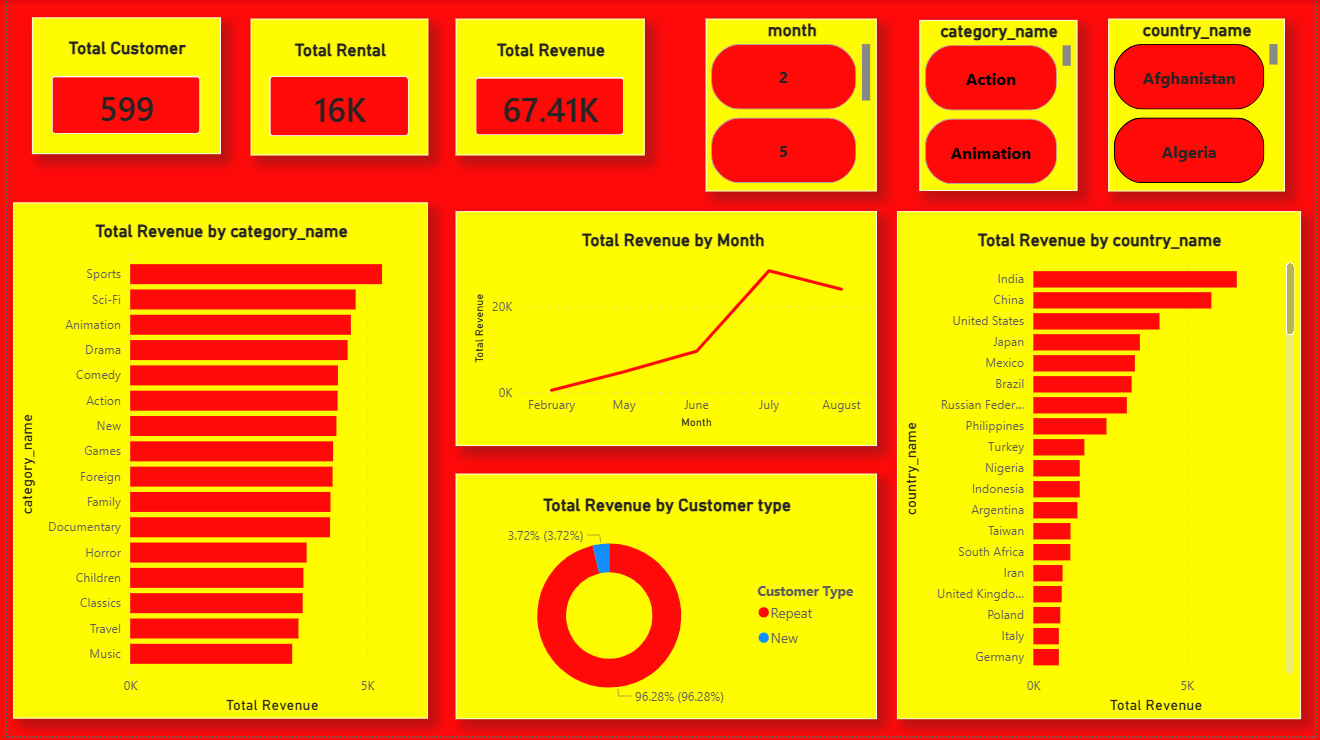 Total Customer
599
Total Rental
16K
Total Revenue
67.41K
month
2
5
category_name
Action
Animation
country_name
Afghanistan
Algeria
Total Revenue by category_name
category_name
Sports
Sci-Fi
Animation
Drama
Comedy
Action
New
Games
Foreign
Family
Documentary
Horror
Children
Classics
Travel
Music
0K 5K
Total Revenue
Total Revenue by Month
Total Revenue
20K
0K
February May June July August
Month
Total Revenue by Customer type
3.72% (3.72%)
96.28% (96.28%)
Customer Type
Repeat
New
Total Revenue by country_name
country_name
India
China
United States
Japan
Mexico
Brazil
Russian Feder...
Philippines
Turkey
Nigeria
Indonesia
Argentina
Taiwan
South Africa
Iran
United Kingdo...
Poland
Italy
Germany
0K 5K
Total Revenue